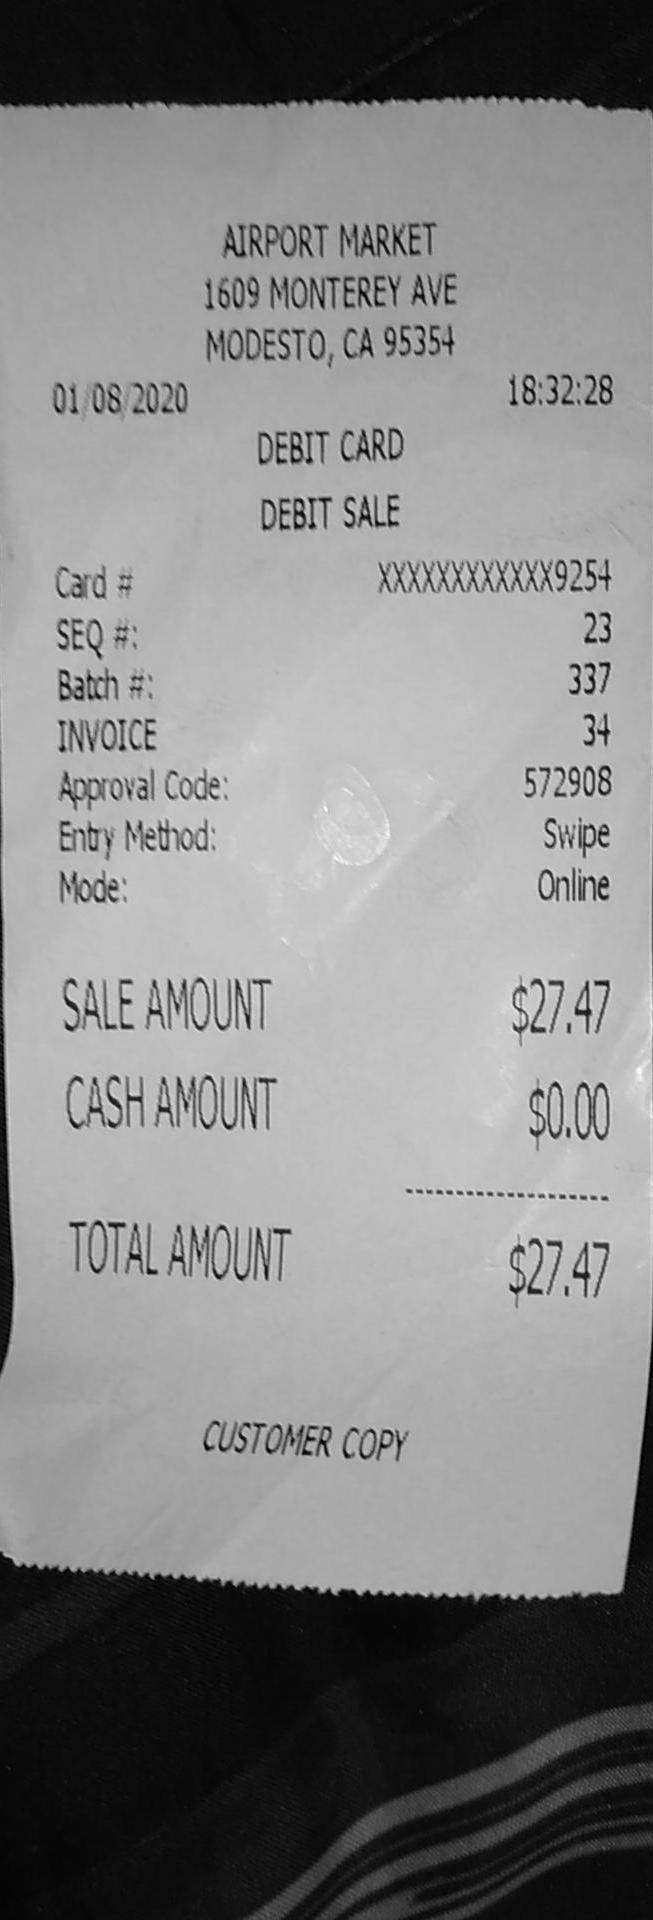 AIRPORT MARKET
1609 MONTEREY AVE
MODESTO, CA 95354
01/08/2020 18:32:28
DEBIT CARD
DEBIT SALE
Card # XXXXXXXXXXXX9254
SEQ #: 23
Batch #: 337
INVOICE 34
Approval Code: 572908
Entry Method: Swipe
Mode: Online
SALE AMOUNT $27.47
CASH AMOUNT $0.00
--------------------
TOTAL AMOUNT $27.47
CUSTOMER COPY